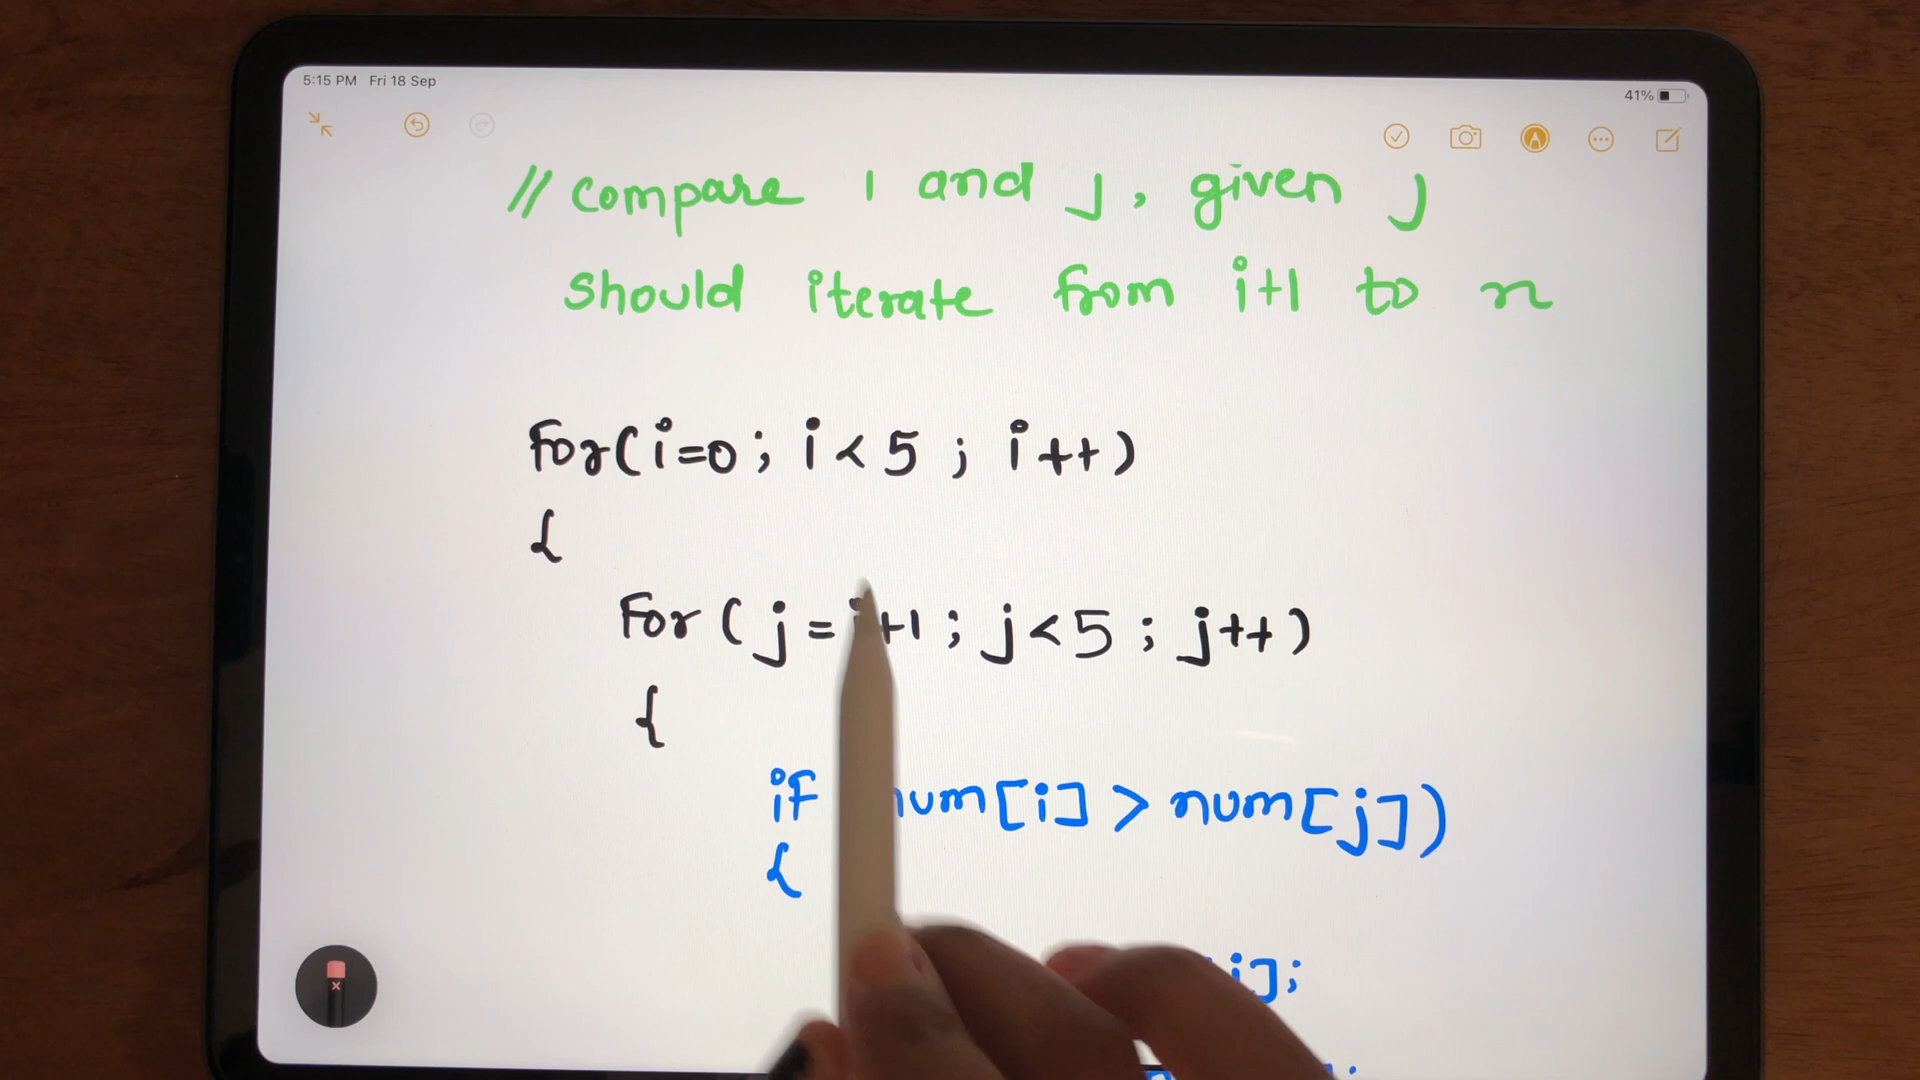 5:15 PM Fri 18 Sep
41%
// compare i and j, given j
should iterate from i+1 to n
For(i=0; i<5; i++)
{
For (j=i+1; j<5; j++)
{
if num[i] > num[j])
{
i];